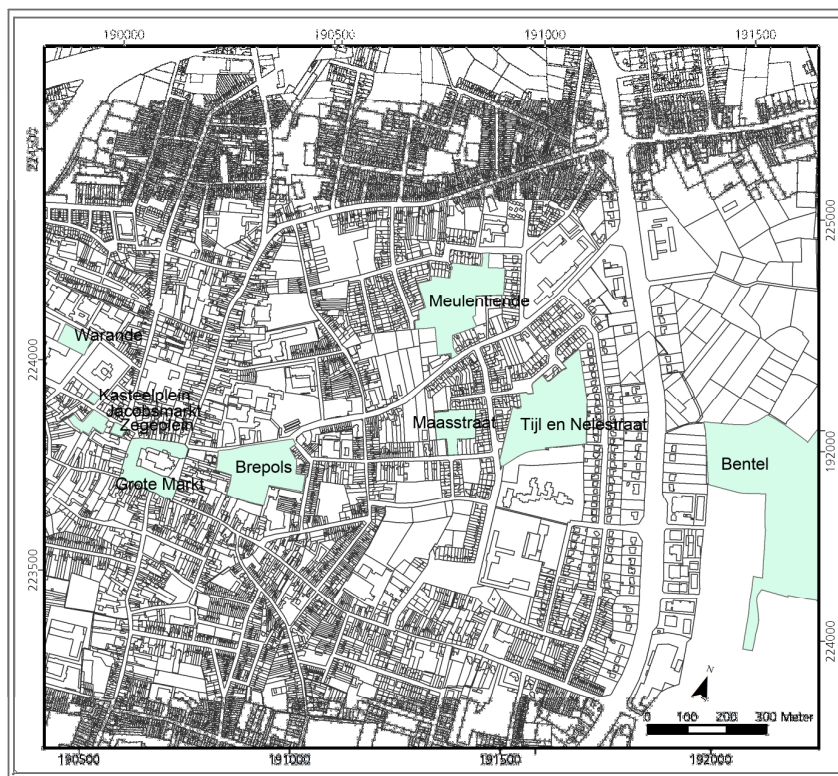 190000 190500 191000 191500
225000
Meulentiende
Warande
224000
Kasteelplein
Jacobsmarkt
Zegeplein
Maasstraat
Tijl en Nelestraat
192000
Brepols
Bentel
Grote Markt
223500
224000
N
0 100 200 300 Meter
190500 191000 191500 192000